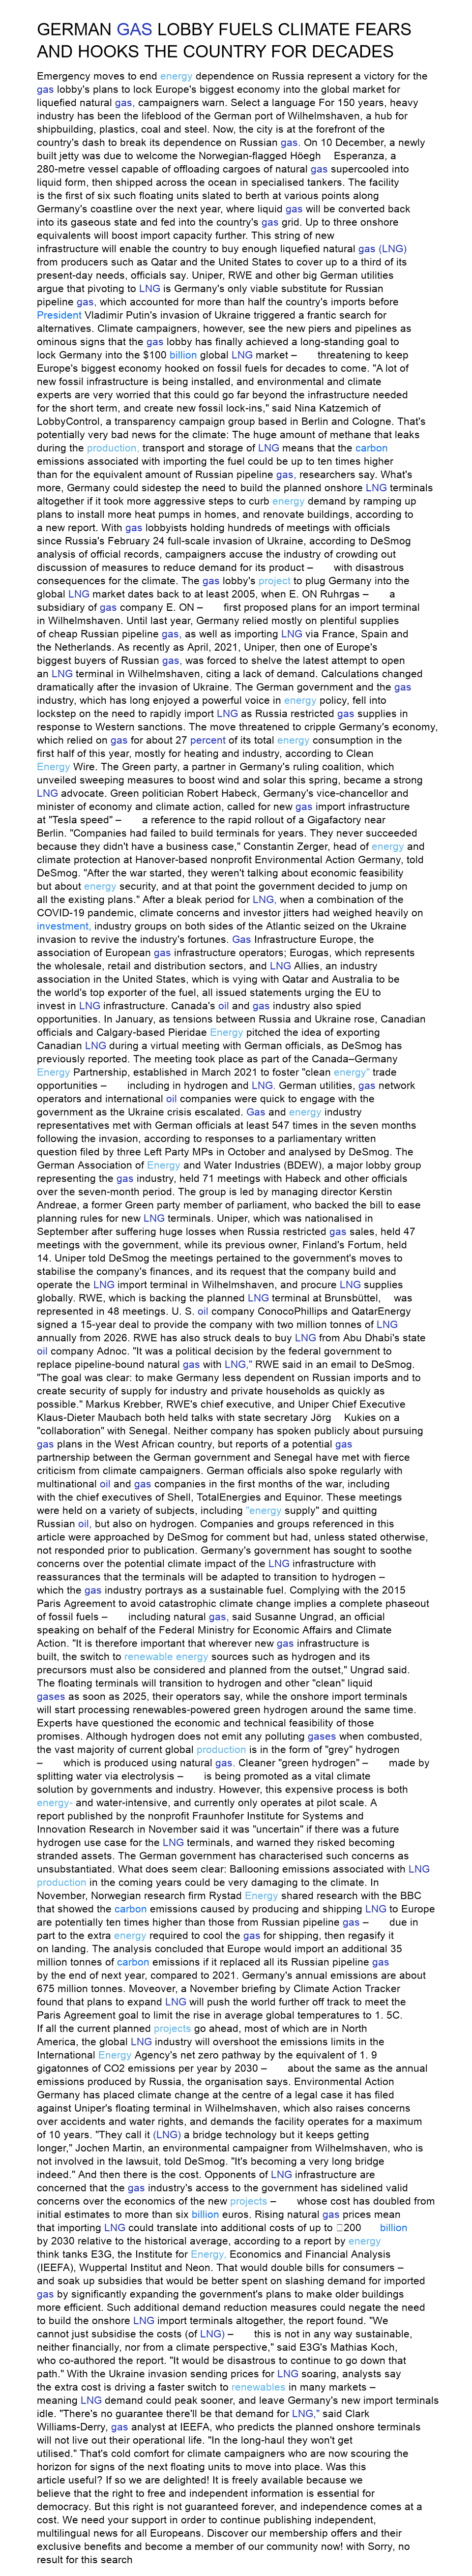 GERMAN GAS LOBBY FUELS CLIMATE FEARS
AND HOOKS THE COUNTRY FOR DECADES
Emergency moves to end energy dependence on Russia represent a victory for the
gas lobby's plans to lock Europe's biggest economy into the global market for
liquefied natural gas, campaigners warn. Select a language For 150 years, heavy
industry has been the lifeblood of the German port of Wilhelmshaven, a hub for
shipbuilding, plastics, coal and steel. Now, the city is at the forefront of the
country's dash to break its dependence on Russian gas. On 10 December, a newly
built jetty was due to welcome the Norwegian-flagged Höegh Esperanza, a
280-metre vessel capable of offloading cargoes of natural gas supercooled into
liquid form, then shipped across the ocean in specialised tankers. The facility
is the first of six such floating units slated to berth at various points along
Germany's coastline over the next year, where liquid gas will be converted back
into its gaseous state and fed into the country's gas grid. Up to three onshore
equivalents will boost import capacity further. This string of new
infrastructure will enable the country to buy enough liquefied natural gas (LNG)
from producers such as Qatar and the United States to cover up to a third of its
present-day needs, officials say. Uniper, RWE and other big German utilities
argue that pivoting to LNG is Germany's only viable substitute for Russian
pipeline gas, which accounted for more than half the country's imports before
President Vladimir Putin's invasion of Ukraine triggered a frantic search for
alternatives. Climate campaigners, however, see the new piers and pipelines as
ominous signs that the gas lobby has finally achieved a long-standing goal to
lock Germany into the $100 billion global LNG market – threatening to keep
Europe's biggest economy hooked on fossil fuels for decades to come. "A lot of
new fossil infrastructure is being installed, and environment and climate
experts are very worried that this could go far beyond the infrastructure needed
for the short term, and create new fossil lock-ins," said Nina Katzemich of
LobbyControl, a transparency campaign group based in Berlin and Cologne. That's
potentially very bad news for the climate: The huge amount of methane that leaks
during the production, transport and storage of LNG means that the carbon
emissions associated with importing the fuel could be up to ten times higher
than for the equivalent amount of Russian pipeline gas, researchers say. What's
more, Germany could sidestep the need to build the planned onshore LNG terminals
altogether if it took more aggressive steps to curb energy demand by ramping up
plans to install more heat pumps in homes, and renovate buildings, according to
a new report. With gas lobbyists holding hundreds of meetings with officials
since Russia's February 24 full-scale invasion of Ukraine, according to DeSmog
analysis of official records, campaigners accuse the industry of crowding out
discussion of measures to reduce demand for its product – with disastrous
consequences for the climate. The gas lobby's project to plug Germany into the
global LNG market dates back to at least 2005, when E. ON Ruhrgas – a
subsidiary of gas company E. ON – first proposed plans for an import terminal
in Wilhelmshaven. Until last year, Germany relied mostly on plentiful supplies
of cheap Russian pipeline gas, as well as importing LNG via France, Spain and
the Netherlands. As recently as April, 2021, Uniper, then one of Europe's
biggest buyers of Russian gas, was forced to shelve the latest attempt to open
an LNG terminal in Wilhelmshaven, citing a lack of demand. Calculations changed
dramatically after the invasion of Ukraine. The German government and the gas
industry, which has long enjoyed a powerful voice in energy policy, fell into
lockstep on the need to rapidly import LNG as Russia restricted gas supplies in
response to Western sanctions. The move threatened to cripple Germany's economy,
which relied on gas for about 27 percent of its total energy consumption in the
first half of this year, mostly for heating and industry, according to Clean
Energy Wire. The Green party, a partner in Germany's ruling coalition, which
unveiled sweeping measures to boost wind and solar this spring, became a strong
LNG advocate. Green politician Robert Habeck, Germany's vice-chancellor and
minister of economy and climate action, called for new gas import infrastructure
at "Tesla speed" – a reference to the rapid rollout of a Gigafactory near
Berlin. "Companies had failed to build terminals for years. They never succeeded
because they didn't have a business case," Constantin Zerger, head of energy and
climate protection at Hanover-based nonprofit Environmental Action Germany, told
DeSmog. "After the war started, they weren't talking about economic feasibility
but about energy security, and at that point the government decided to jump on
all the existing plans." After a bleak period for LNG, when a combination of the
COVID-19 pandemic, climate concerns and investor jitters had weighed heavily on
investment, industry groups on both sides of the Atlantic seized on the Ukraine
invasion to revive the industry's fortunes. Gas Infrastructure Europe, the
association of European gas infrastructure operators; Eurogas, which represents
the wholesale, retail and distribution sectors, and LNG Allies, an industry
association in the United States, which is vying with Qatar and Australia to be
the world's top exporter of the fuel, all issued statements urging the EU to
invest in LNG infrastructure. Canada's oil and gas industry also spied
opportunities. In January, as tensions between Russia and Ukraine rose, Canadian
officials and Calgary-based Pieridae Energy pitched the idea of exporting
Canadian LNG during a virtual meeting with German officials, as DeSmog has
previously reported. The meeting took place as part of the Canada–Germany
Energy Partnership, established in March 2021 to foster "clean energy" trade
opportunities – including in hydrogen and LNG. German utilities, gas network
operators and international oil companies were quick to engage with the
government as the Ukraine crisis escalated. Gas and energy industry
representatives met with German officials at least 547 times in the seven months
following the invasion, according to responses to a parliamentary written
question filed by three Left Party MPs in October and analysed by DeSmog. The
German Association of Energy and Water Industries (BDEW), a major lobby group
representing the gas industry, held 71 meetings with Habeck and other officials
over the seven-month period. The group is led by managing director Kerstin
Andreae, a former Green party member of parliament, who backed the bill to ease
planning rules for new LNG terminals. Uniper, which was nationalised in
September after suffering huge losses when Russia restricted gas sales, held 47
meetings with the government, while its previous owner, Finland's Fortum, held
14. Uniper told DeSmog the meetings pertained to the government's moves to
stabilise the company's finances, and its request that the company build and
operate the LNG import terminal in Wilhelmshaven, and procure LNG supplies
globally. RWE, which is backing the planned LNG terminal at Brunsbüttel, was
represented in 48 meetings. U. S. oil company ConocoPhillips and QatarEnergy
signed a 15-year deal to provide the company with two million tonnes of LNG
annually from 2026. RWE has also struck deals to buy LNG from Abu Dhabi's state
oil company Adnoc. "It was a political decision by the federal government to
replace pipeline-bound natural gas with LNG," RWE said in an email to DeSmog.
"The goal was clear: to make Germany less dependent on Russian imports and to
create security of supply for industry and private households as quickly as
possible." Markus Krebber, RWE's chief executive, and Uniper Chief Executive
Klaus-Dieter Maubach both held talks with state secretary Jörg Kukies on a
"collaboration" with Senegal. Neither company has spoken publicly about pursuing
gas plans in the West African country, but reports of a potential gas
partnership between the German government and Senegal have met with fierce
criticism from climate campaigners. German officials also spoke regularly with
multinational oil and gas companies in the first months of the war, including
with the chief executives of Shell, TotalEnergies and Equinor. These meetings
were held on a variety of subjects, including "energy supply" and quitting
Russian oil, but also on hydrogen. Companies and groups referenced in this
article were approached by DeSmog for comment but had, unless stated otherwise,
not responded prior to publication. Germany's government has sought to soothe
concerns over the potential climate impact of the LNG infrastructure with
reassurances that the terminals will be adapted to transition to hydrogen –
which the gas industry portrays as a sustainable fuel. Complying with the 2015
Paris Agreement to avoid catastrophic climate change implies a complete phaseout
of fossil fuels – including natural gas, said Susanne Ungrad, an official
speaking on behalf of the Federal Ministry for Economic Affairs and Climate
Action. "It is therefore important that wherever new gas infrastructure is
built, the switch to renewable energy sources such as hydrogen and its
precursors must also be considered and planned from the outset," Ungrad said.
The floating terminals will transition to hydrogen and other "clean" liquid
gases as soon as 2025, their operators say, while the onshore import terminals
will start processing renewables-powered green hydrogen around the same time.
Experts have questioned the economic and technical feasibility of those
promises. Although hydrogen does not emit any polluting gases when combusted,
the vast majority of current global production is in the form of "grey" hydrogen
– which is produced using natural gas. Cleaner "green hydrogen" – made by
splitting water via electrolysis – is being promoted as a vital climate
solution by governments and industry. However, this expensive process is both
energy- and water-intensive, and currently only operates at pilot scale. A
report published by the nonprofit Fraunhofer Institute for Systems and
Innovation Research in November said it was "uncertain" if there was a future
hydrogen use case for the LNG terminals, and warned they risked becoming
stranded assets. The German government has characterised such concerns as
unsubstantiated. What does seem clear: Ballooning emissions associated with LNG
production in the coming years could be very damaging to the climate. In
November, Norwegian research firm Rystad Energy shared research with the BBC
that showed the carbon emissions caused by producing and shipping LNG to Europe
are potentially ten times higher than those from Russian pipeline gas – due in
part to the extra energy required to cool the gas for shipping, then regasify it
on landing. The analysis concluded that Europe would import an additional 35
million tonnes of carbon emissions if it replaced all its Russian pipeline gas
by the end of next year, compared to 2021. Germany's annual emissions are about
675 million tonnes. Moveover, a November briefing by Climate Action Tracker
found that plans to expand LNG will push the world further off track to meet the
Paris Agreement goal to limit the rise in average global temperatures to 1. 5C.
If all the current planned projects go ahead, most of which are in North
America, the global LNG industry will overshoot the emissions limits in the
International Energy Agency's net zero pathway by the equivalent of 1. 9
gigatonnes of CO2 emissions per year by 2030 – about the same as the annual
emissions produced by Russia, the organisation says. Environmental Action
Germany has placed climate change at the centre of a legal case it has filed
against Uniper's floating terminal in Wilhelmshaven, which also raises concerns
over accidents and water rights, and demands the facility operates for a maximum
of 10 years. "They call it (LNG) a bridge technology but it keeps getting
longer," Jochen Martin, an environmental campaigner from Wilhelmshaven, who is
not involved in the lawsuit, told DeSmog. "It's becoming a very long bridge
indeed." And then there is the cost. Opponents of LNG infrastructure are
concerned that the gas industry's access to the government has sidelined valid
concerns over the economics of the new projects – whose cost has doubled from
initial estimates to more than six billion euros. Rising natural gas prices mean
that importing LNG could translate into additional costs of up to □200 billion
by 2030 relative to the historical average, according to a report by energy
think tanks E3G, the Institute for Energy, Economics and Financial Analysis
(IEEFA), Wuppertal Institut and Neon. That would double bills for consumers –
and soak up subsidies that would be better spent on slashing demand for imported
gas by significantly expanding the government's plans to make older buildings
more efficient. Such additional demand reduction measures could negate the need
to build the onshore LNG import terminals altogether, the report found. "We
cannot just subsidise the costs (of LNG) – this is not in any way sustainable,
neither financially, nor from a climate perspective," said E3G's Mathias Koch,
who co-authored the report. "It would be disastrous to continue to go down that
path." With the Ukraine invasion sending prices for LNG soaring, analysts say
the extra cost is driving a faster switch to renewables in many markets –
meaning LNG demand could peak sooner, and leave Germany's new import terminals
idle. "There's no guarantee there'll be that demand for LNG," said Clark
Williams-Derry, gas analyst at IEEFA, who predicts the planned onshore terminals
will not live out their operational life. "In the long-haul they won't get
utilised." That's cold comfort for climate campaigners who are now scouring the
horizon for signs of the next floating units to move into place. Was this
article useful? If so we are delighted! It is freely available because we
believe that the right to free and independent information is essential for
democracy. But this right is not guaranteed forever, and independence comes at a
cost. We need your support in order to continue publishing independent,
multilingual news for all Europeans. Discover our membership offers and their
exclusive benefits and become a member of our community now! with Sorry, no
result for this search